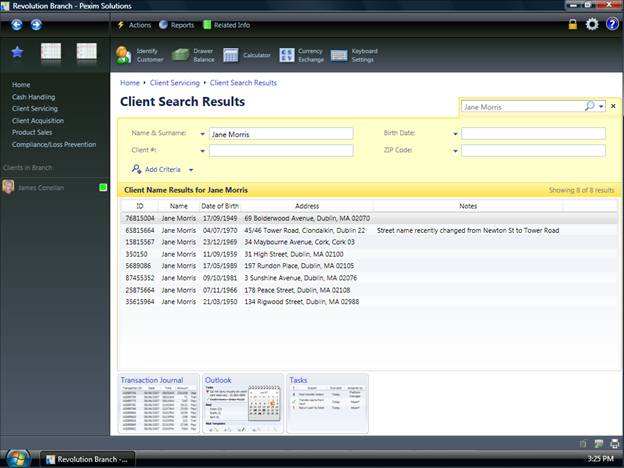 Revolution Branch - Pexim Solutions
Actions Reports Related Info
Identify Customer Drawer Balance Calculator Currency Exchange Keyboard Settings
Home Client Servicing Client Search Results
Client Search Results
Jane Morris
Home
Cash Handling
Client Servicing
Client Acquisition
Product Sales
Compliance/Loss Prevention
Clients in Branch
James Conellan
Name & Surname: Jane Morris Birth Date:
Client #: ZIP Code:
Add Criteria
Client Name Results for Jane Morris Showing 8 of 8 results
ID Name Date of Birth Address Notes
76815004 Jane Morris 17/09/1949 69 Bolderwood Avenue, Dublin, MA 02070
65815664 Jane Morris 04/07/1970 45/46 Tower Road, Clondalkin, Dublin 22 Street name recently changed from Newton St to Tower Road
15815567 Jane Morris 23/12/1969 34 Maybourne Avenue, Cork, Cork 03
350150 Jane Morris 11/09/1959 31 High Street, Dublin, MA 02100
5689086 Jane Morris 17/05/1989 197 Rundon Place, Dublin, MA 02105
87455352 Jane Morris 09/10/1981 3 Sunshine Avenue, Dublin, MA 02076
25875664 Jane Morris 07/11/1966 178 Peace Street, Dublin, MA 02108
35615964 Jane Morris 21/03/1950 134 Rigwood Street, Dublin, MA 02988
Transaction Journal Outlook Tasks
Revolution Branch -... 3:25 PM